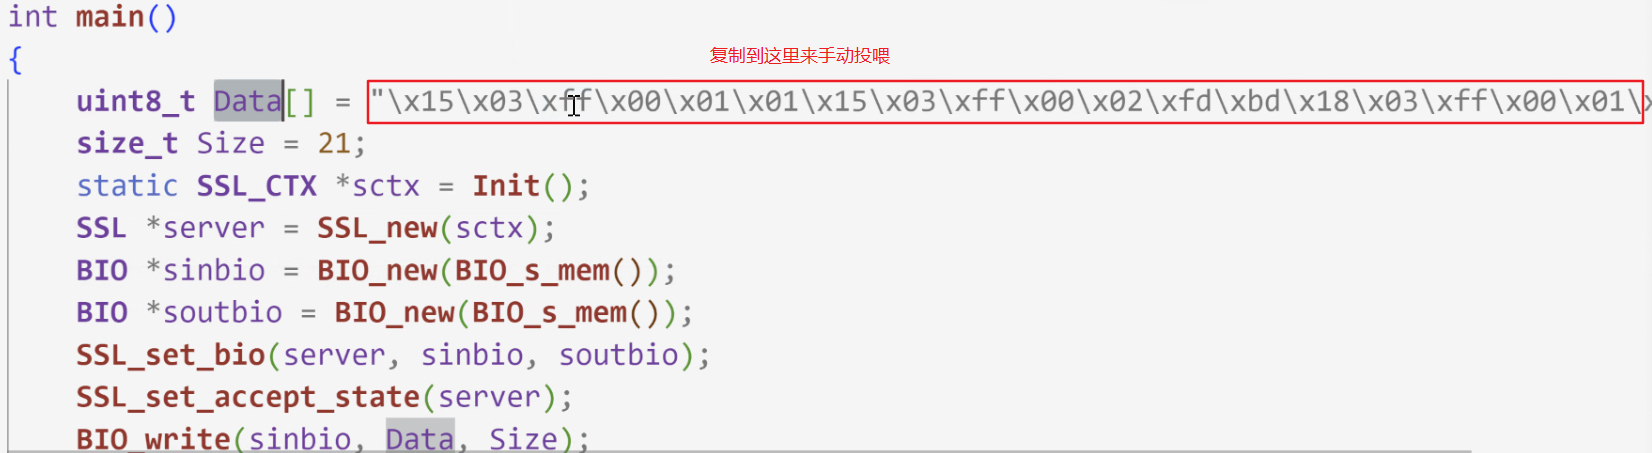 int main()
{
复制到这里来手动投喂
uint8_t Data[] = "\x15\x03\xff\x00\x01\x01\x15\x03\xff\x00\x02\xfd\xbd\x18\x03\xff\x00\x01\x
size_t Size = 21;
static SSL_CTX *sctx = Init();
SSL *server = SSL_new(sctx);
BIO *sinbio = BIO_new(BIO_s_mem());
BIO *soutbio = BIO_new(BIO_s_mem());
SSL_set_bio(server, sinbio, soutbio);
SSL_set_accept_state(server);
BIO_write(sinbio, Data, Size);